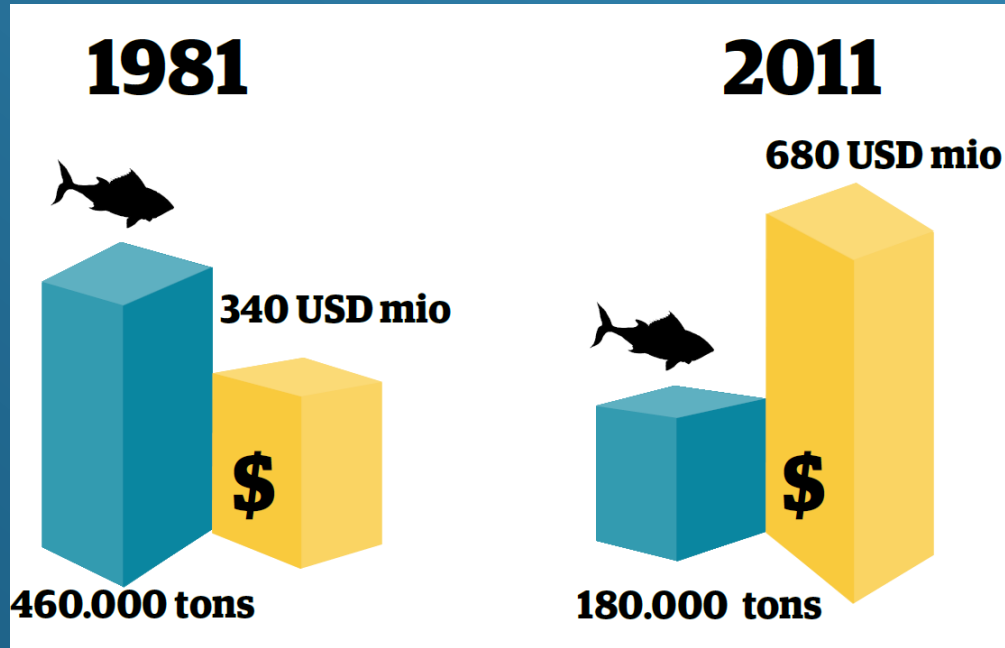 1981
340 USD mio
$
460.000 tons
2011
680 USD mio
$
180.000 tons